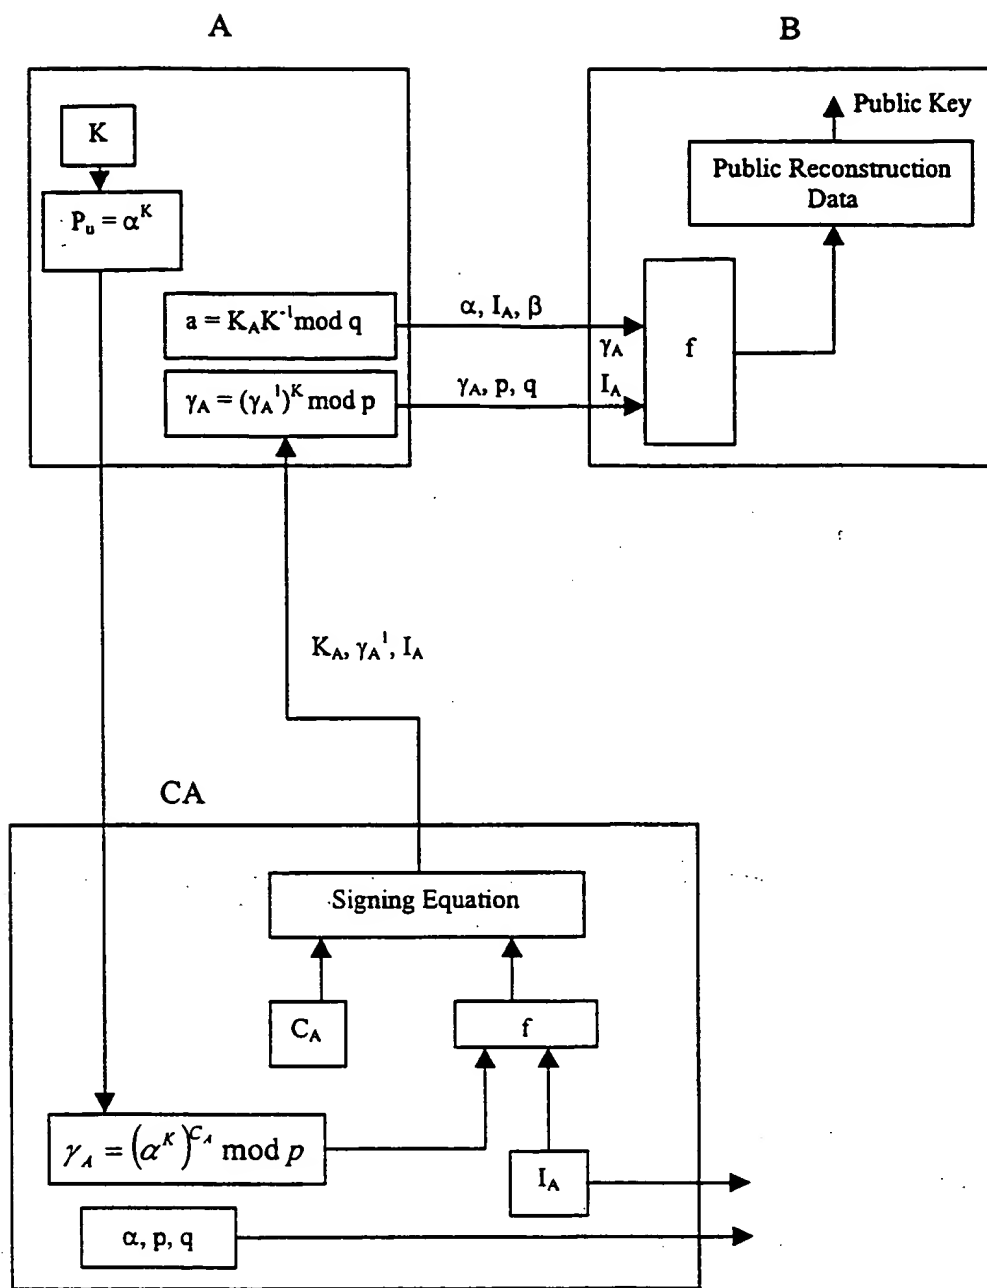 A
B
K
Pᵤ = α^K
a = K_A K^-1 mod q
γ_A = (γ_A^1)^K mod p
α, I_A, β
γ_A, p, q
γ_A
I_A
f
Public Reconstruction
Data
Public Key
K_A, γ_A^1, I_A
CA
Signing Equation
C_A
f
γ_A = (α^K)^C_A mod p
I_A
α, p, q